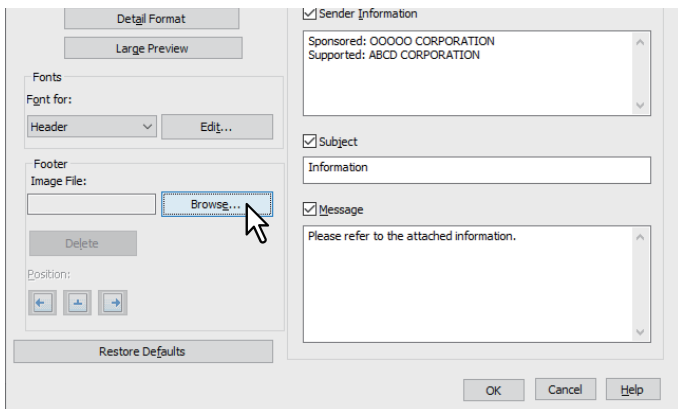 Detail Format
Large Preview
Fonts
Font for:
Header
Edit...
Footer
Image File:
Browse...
Delete
Position:
Restore Defaults
Sender Information
Sponsored: OOOOO CORPORATION
Supported: ABCD CORPORATION
Subject
Information
Message
Please refer to the attached information.
OK
Cancel
Help